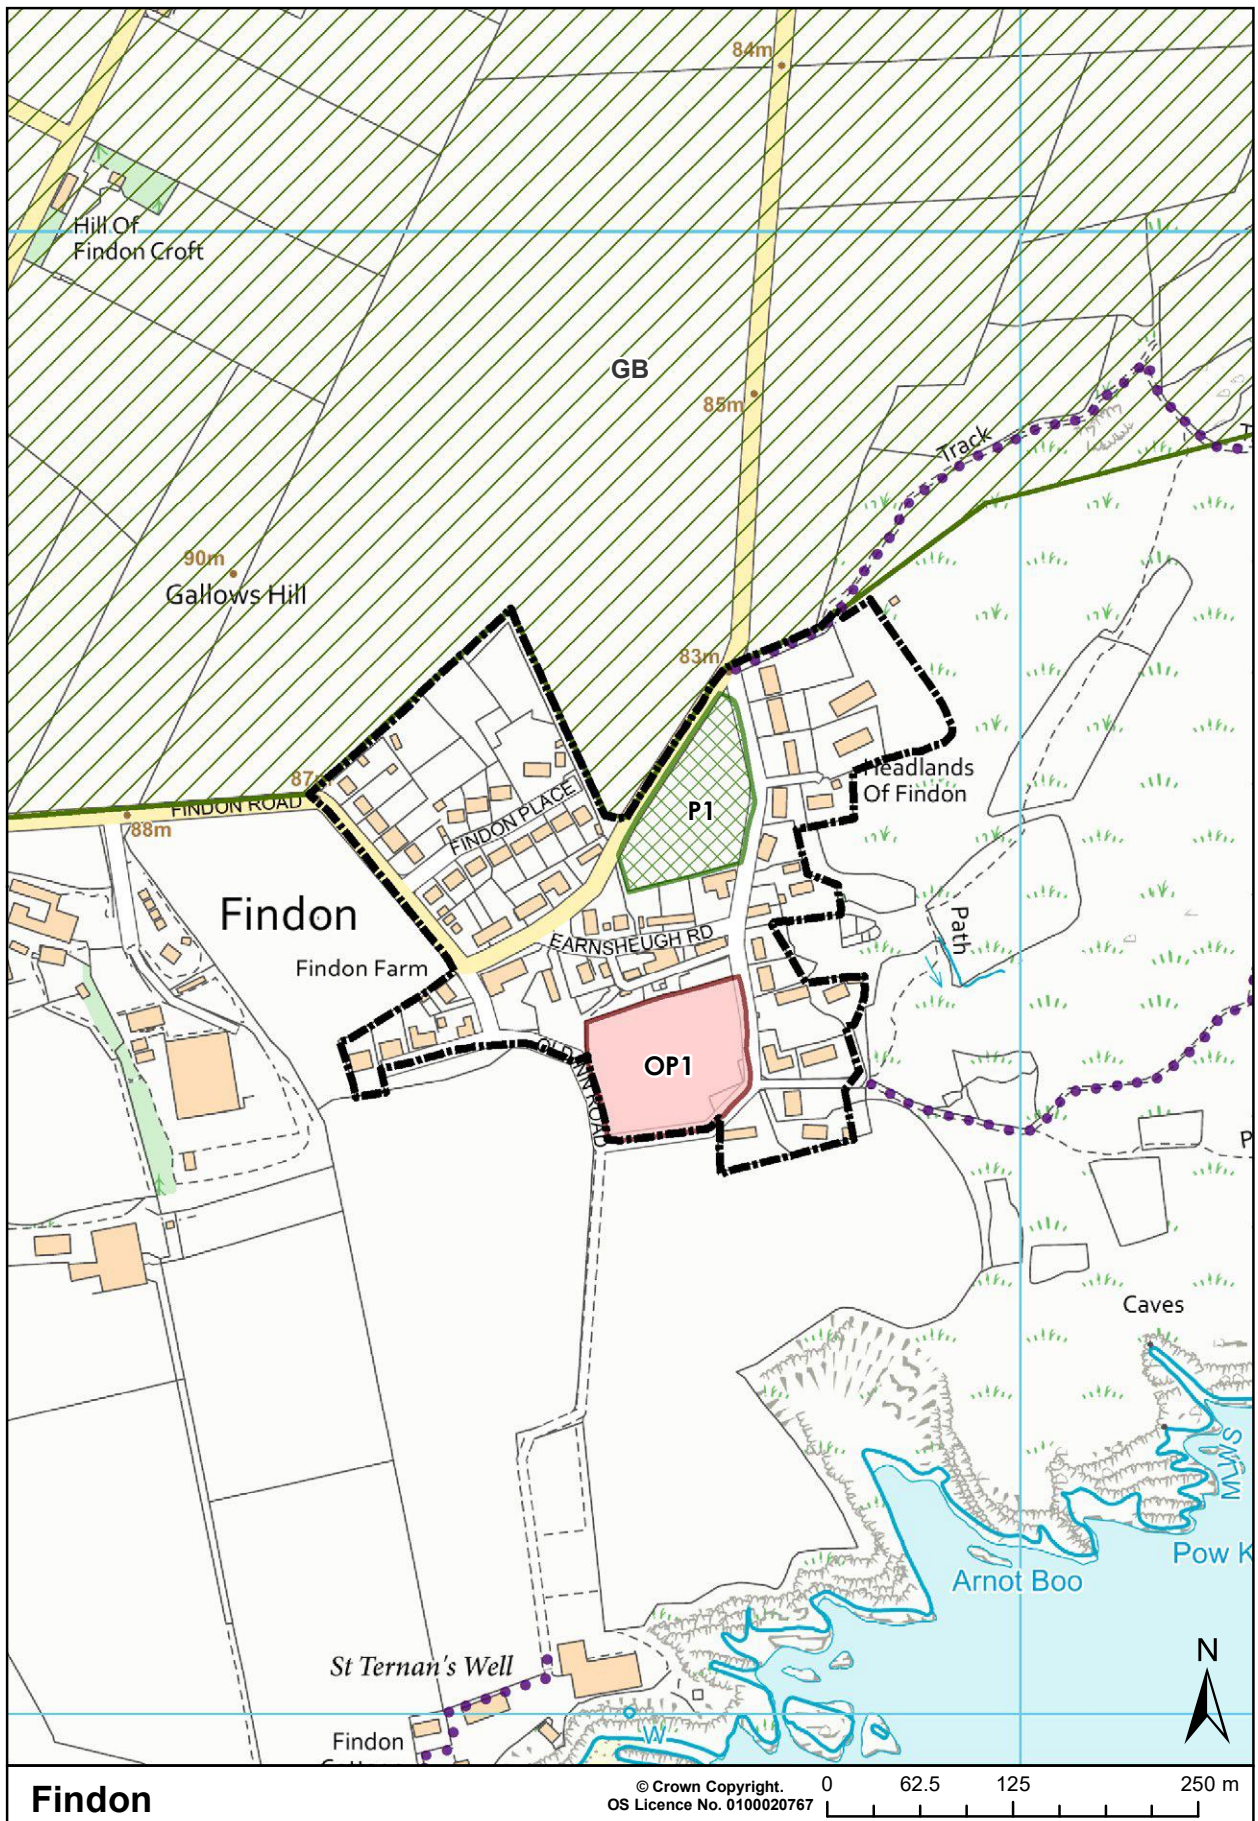 84m
Hill Of
Findon Croft
GB
85m
Track
90m
Gallows Hill
83m
87m
FINDON ROAD
88m
P1
Headlands
Of Findon
FINDON PLACE
Findon
EARNSHEUGH RD
Path
Findon Farm
OLD INN ROAD
OP1
Caves
MLWS
Pow K
Arnot Boo
St Ternan's Well
N
Findon
W
Findon
© Crown Copyright.
OS Licence No. 0100020767
0 62.5 125 250 m